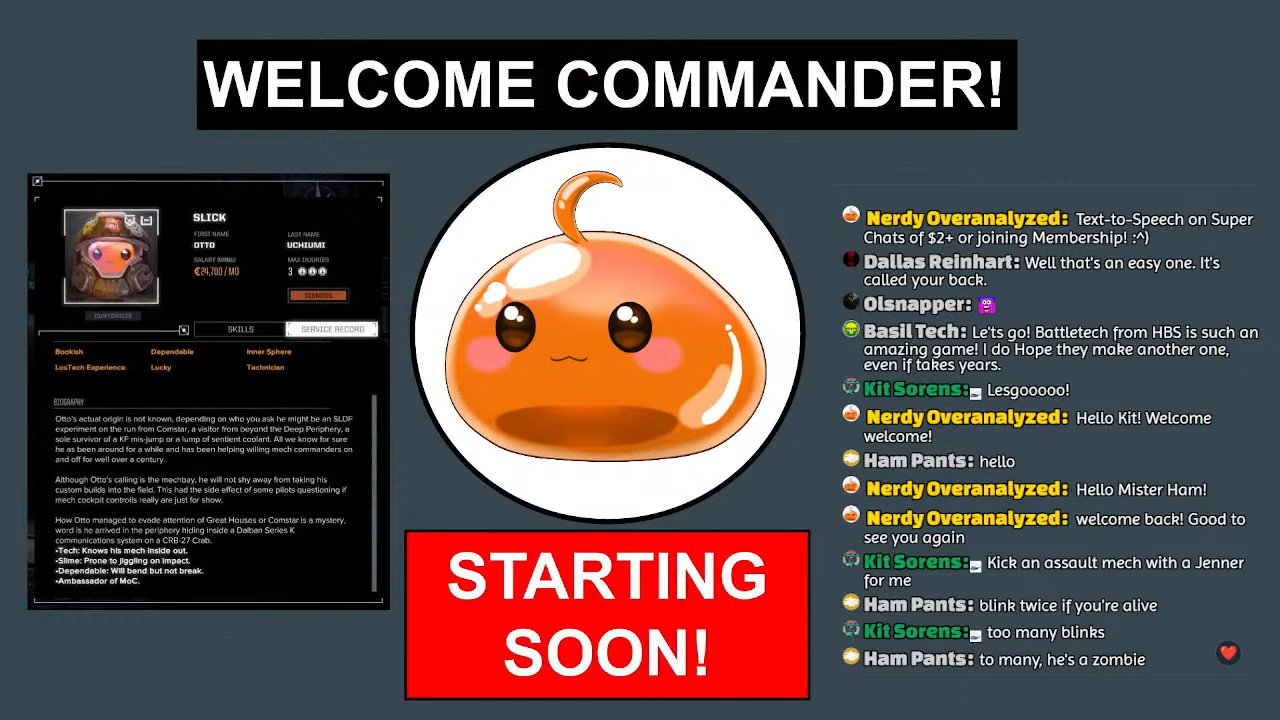 WELCOME COMMANDER!
SLICK
FIRST NAME
LAST NAME
OTTO
UCHIUMI
MAX INJURIES
₡24,700 / MO
3
DISMISS
CUSTOMIZE
SKILLS
SERVICE RECORD
Bookish
Dependable
Inner Sphere
LosTech Experience
Lucky
Technician
BIOGRAPHY
Otto's actual origin is not known, depending on who you ask he might be an SLDF
experiment on the run from Comstar, a visitor from beyond the Deep Periphery, a
sole survivor of a KF mis-jump or a lump of sentient coolant. All we know for sure
he as been around for a while and has been helping willing mech commanders on
and off for well over a century.
Although Otto's calling is the mechbay, he will not shy away from taking his
custom builds into the field. This had the side effect of some pilots questioning if
mech cockpit controls really are just for show.
How Otto managed to evade attention of Great Houses or Comstar is a mystery,
word is he arrived in the periphery hiding inside a Dalban Series K
communications system on a CRB-27 Crab.
•Tech: Knows his mech inside out.
•Slime: Prone to jiggling on impact.
•Dependable: Will bend but not break.
•Ambassador of MoC.
STARTING
SOON!
Nerdy Overanalyzed: Text-to-Speech on Super
Chats of $2+ or joining Membership! :^)
Dallas Reinhart: Well that's an easy one. It's
called your back.
Olsnapper:
Basil Tech: Le'ts go! Battletech from HBS is such an
amazing game! I do Hope they make another one,
even if takes years.
Kit Sorens: Lesgooooo!
Nerdy Overanalyzed: Hello Kit! Welcome
welcome!
Ham Pants: hello
Nerdy Overanalyzed: Hello Mister Ham!
Nerdy Overanalyzed: welcome back! Good to
see you again
Kit Sorens: Kick an assault mech with a Jenner
for me
Ham Pants: blink twice if you're alive
Kit Sorens: too many blinks
Ham Pants: to many, he's a zombie